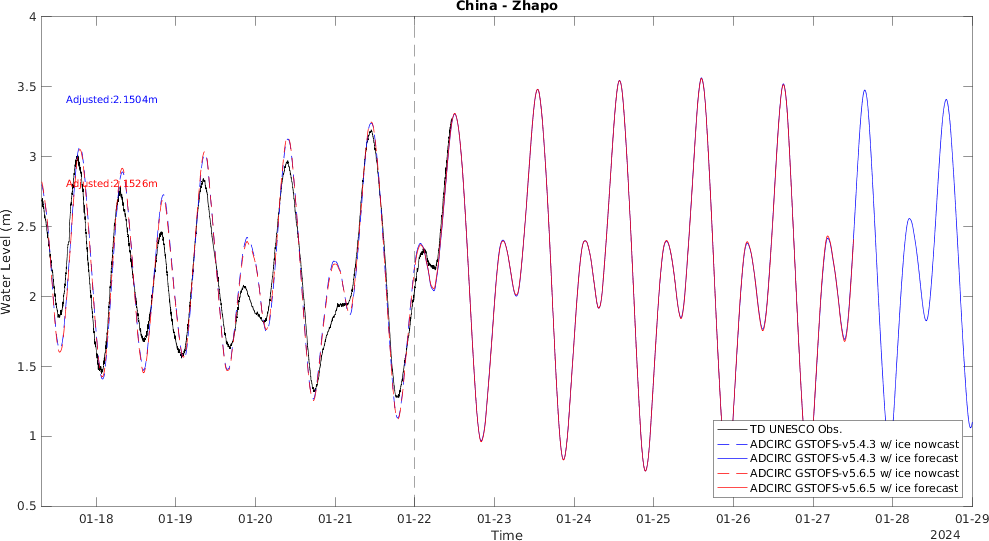 China - Zhapo
Water Level (m)
4
3.5
3
2.5
2
1.5
1
0.5
Adjusted:2.1504m
Adjusted:2.1526m
TD UNESCO Obs.
ADCIRC GSTOFS-v5.4.3 w/ ice nowcast
ADCIRC GSTOFS-v5.4.3 w/ ice forecast
ADCIRC GSTOFS-v5.6.5 w/ ice nowcast
ADCIRC GSTOFS-v5.6.5 w/ ice forecast
01-18 01-19 01-20 01-21 01-22 01-23 01-24 01-25 01-26 01-27 01-28 01-29
Time
2024